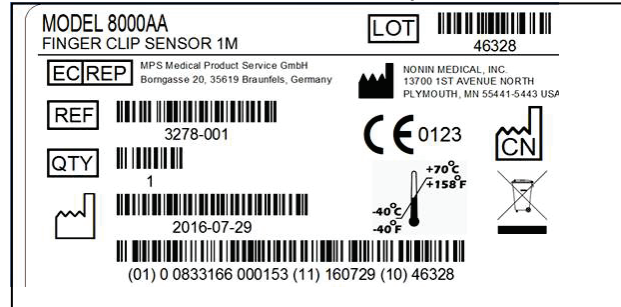 MODEL 8000AA
FINGER CLIP SENSOR 1M
LOT
46328
EC REP
MPS Medical Product Service GmbH
Borngasse 20, 35619 Braunfels, Germany
NONIN MEDICAL, INC.
13700 1ST AVENUE NORTH
PLYMOUTH, MN 55441-5443 USA
REF
3278-001
CE 0123
CN
QTY
1
+70°C
+158°F
-40°C
-40°F
2016-07-29
(01) 0 0833166 000153 (11) 160729 (10) 46328